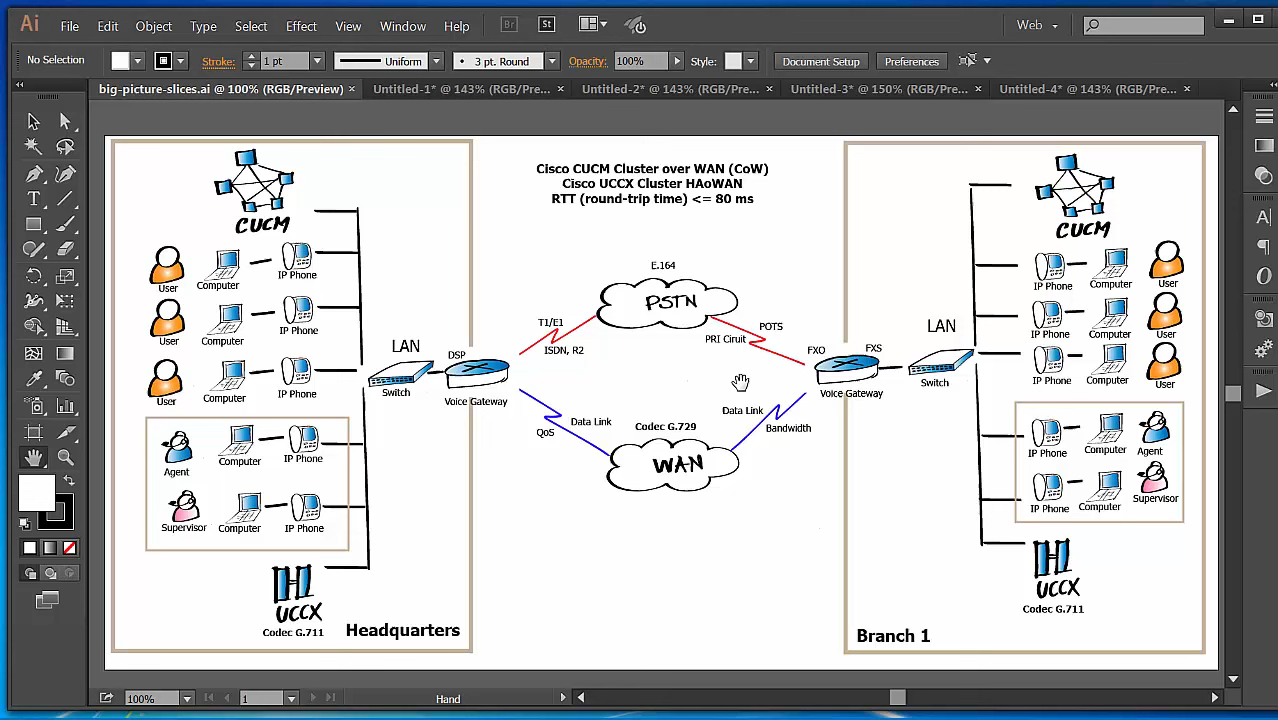 Ai File Edit Object Type Select Effect View Window Help Br St Web
No Selection Stroke: 1 pt Uniform 3 pt. Round Opacity: 100% Style: Document Setup Preferences
big-picture-slices.ai @ 100% (RGB/Preview) × Untitled-1* @ 143% (RGB/Pre... × Untitled-2* @ 143% (RGB/Pre... × Untitled-3* @ 150% (RGB/Pre... × Untitled-4* @ 143% (RGB/Pre... ×
Cisco CUCM Cluster over WAN (CoW)
Cisco UCCX Cluster HAoWAN
RTT (round-trip time) <= 80 ms
CUCM
User Computer IP Phone
User Computer IP Phone
User Computer IP Phone
Agent Computer IP Phone
Supervisor Computer IP Phone
UCCX
Codec G.711
Headquarters
LAN
Switch
DSP
Voice Gateway
T1/E1
ISDN, R2
E.164
PSTN
POTS
PRI Ciruit
Data Link
QoS
Codec G.729
WAN
Data Link
Bandwidth
FXO FXS
Voice Gateway
LAN
Switch
CUCM
IP Phone Computer User
IP Phone Computer User
IP Phone Computer User
IP Phone Computer Agent
IP Phone Computer Supervisor
UCCX
Codec G.711
Branch 1
100% 1 Hand